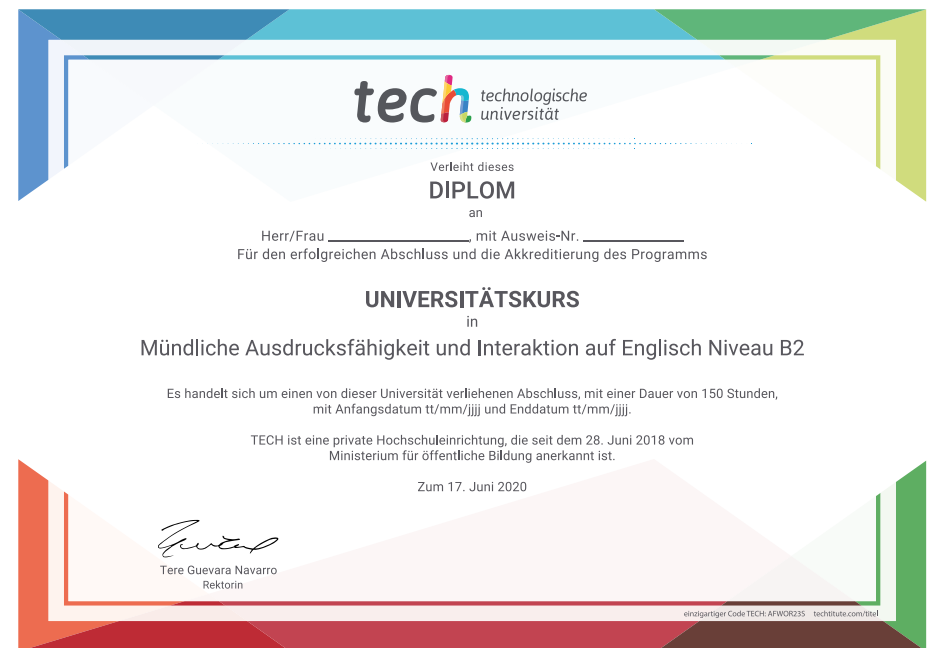 tech technologische
universität
Verleiht dieses
DIPLOM
an
Herr/Frau ____________________, mit Ausweis-Nr. ______________
Für den erfolgreichen Abschluss und die Akkreditierung des Programms
UNIVERSITÄTSKURS
in
Mündliche Ausdrucksfähigkeit und Interaktion auf Englisch Niveau B2
Es handelt sich um einen von dieser Universität verliehenen Abschluss, mit einer Dauer von 150 Stunden,
mit Anfangsdatum tt/mm/jjjj und Enddatum tt/mm/jjjj.
TECH ist eine private Hochschuleinrichtung, die seit dem 28. Juni 2018 vom
Ministerium für öffentliche Bildung anerkannt ist.
Zum 17. Juni 2020
Tere Guevara Navarro
Rektorin
einzigartiger Code TECH: AFWOR23S techtitute.com/titel